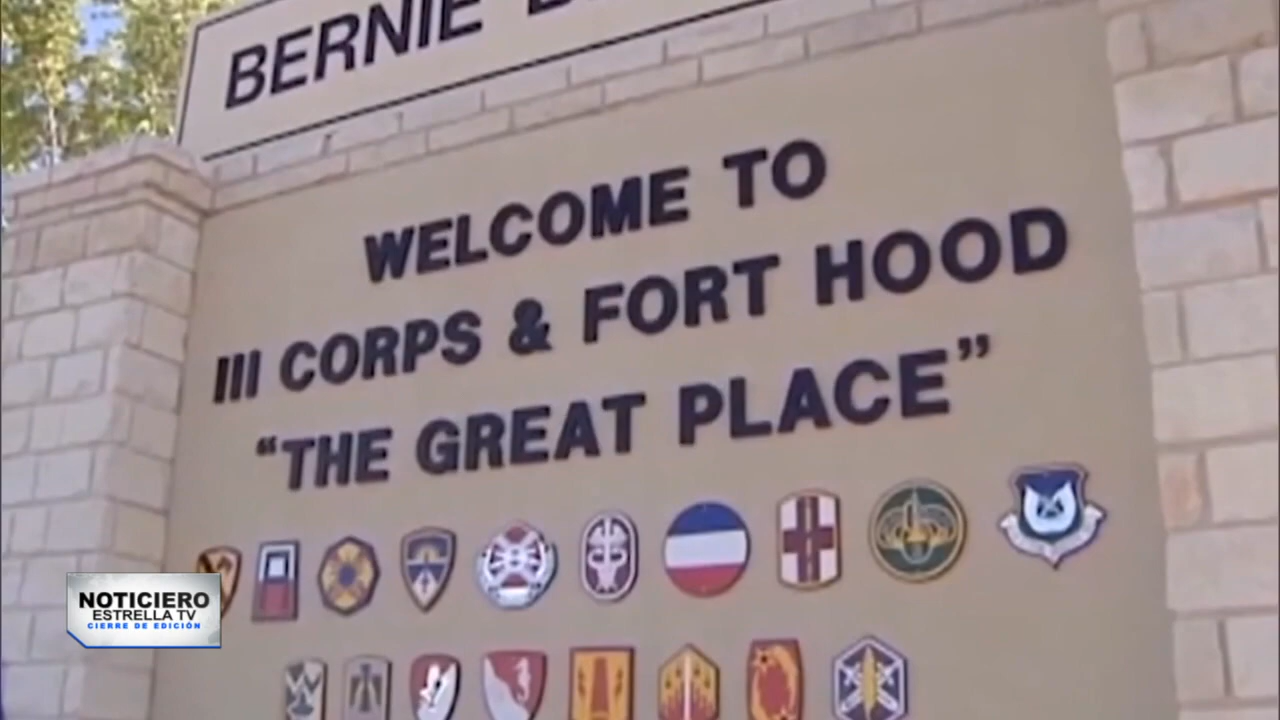 BERNIE
WELCOME TO
III CORPS & FORT HOOD
“THE GREAT PLACE”
NOTICIERO
ESTRELLA TV
CIERRE DE EDICIÓN